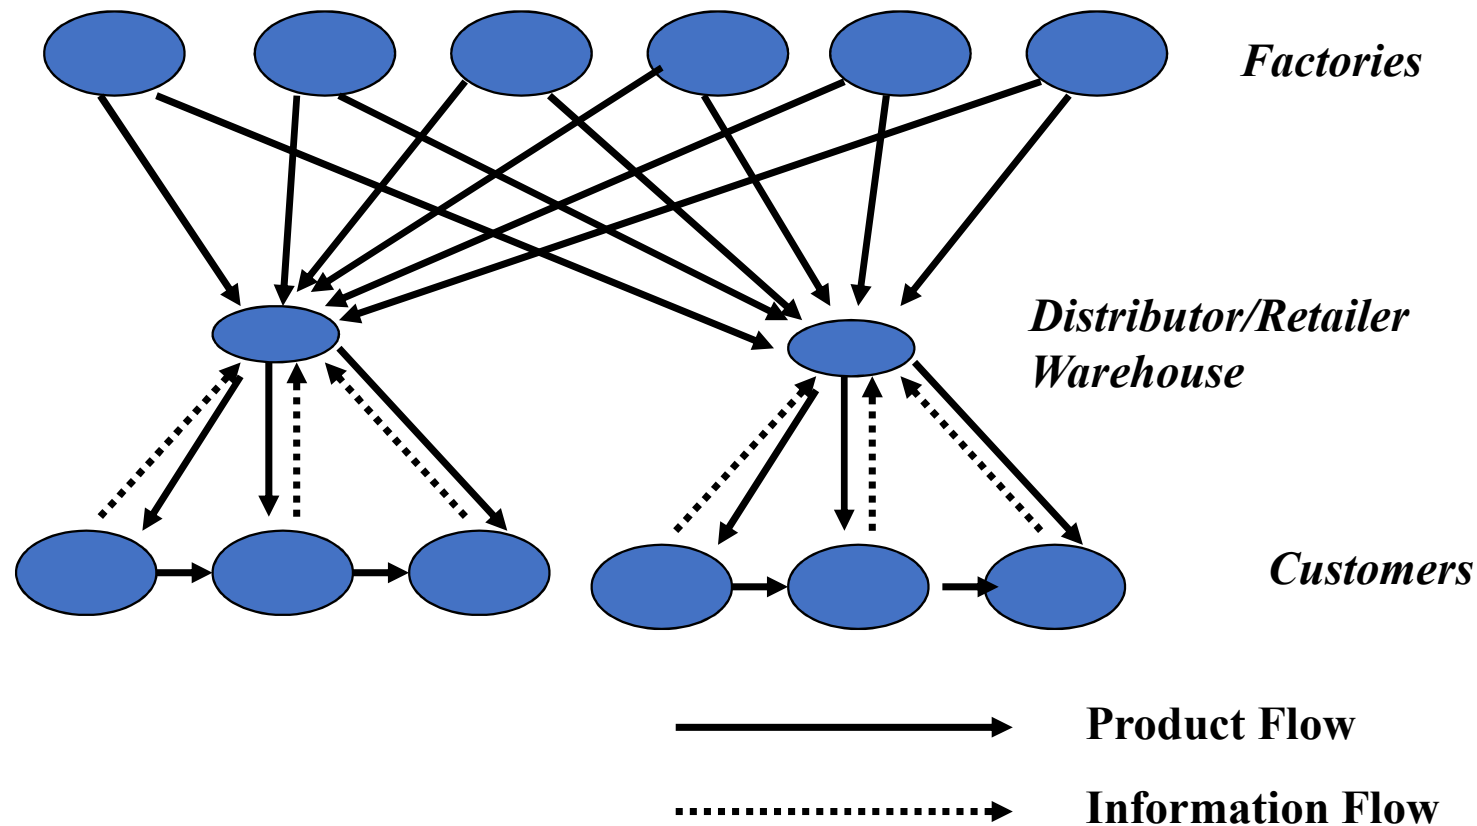 Factories
Distributor/Retailer
Warehouse
Customers
Product Flow
Information Flow